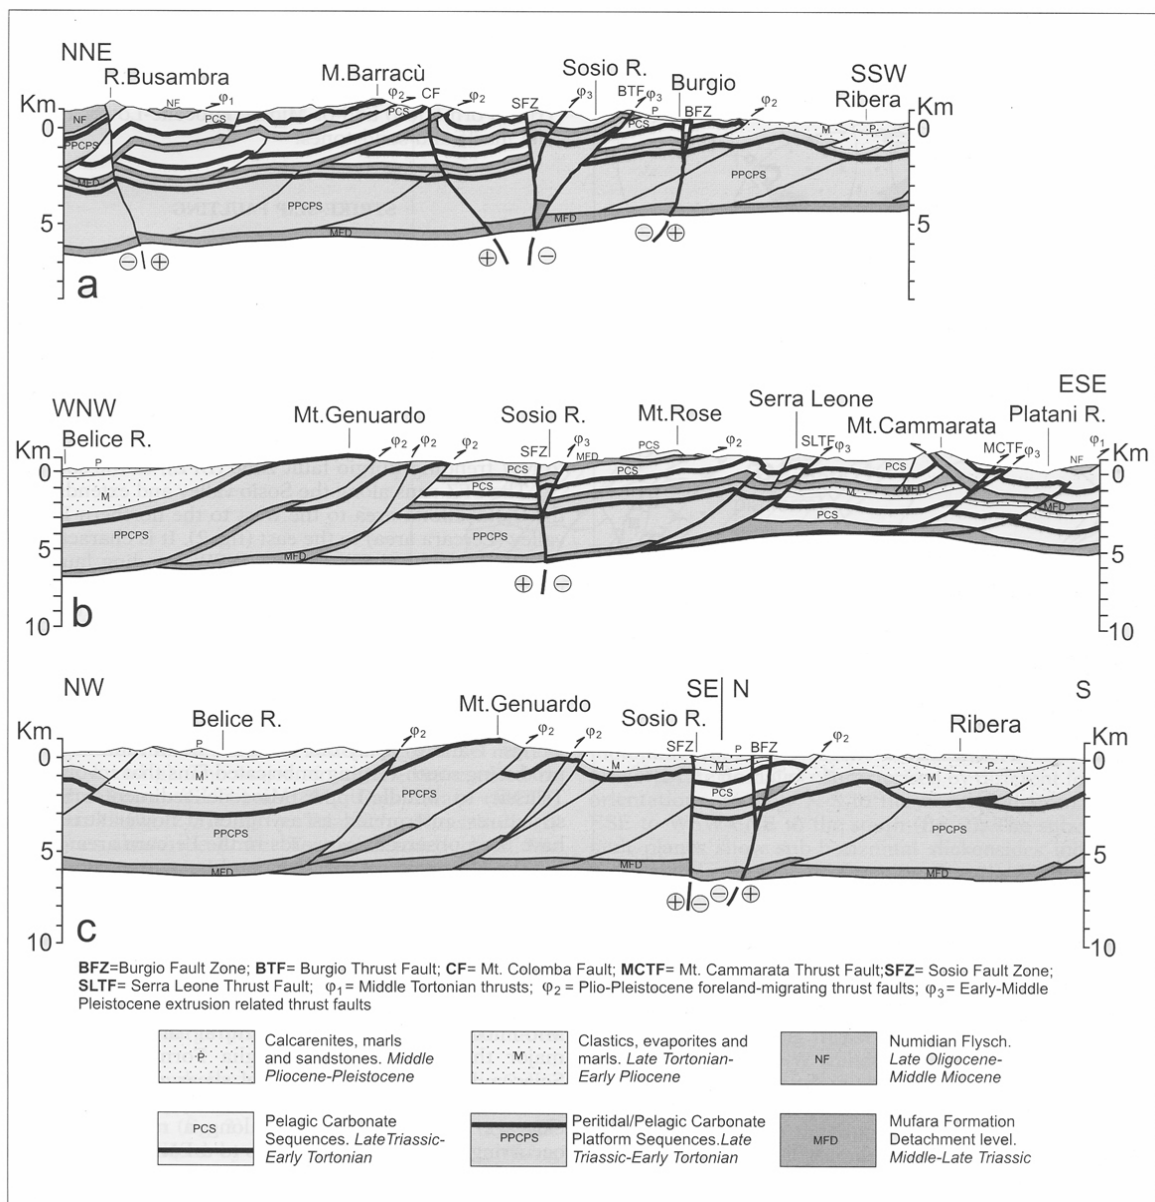 NNE
R.Busambra
M.Barracù
Sosio R.
Burgio
SSW
Ribera
Km
NF
φ1
φ2
CF
φ2
SFZ
φ3
BTF
φ3
P
BFZ
φ2
Km
0
NF
PCS
PCS
PCS
M
P
0
PPCPS
MFD
PPCPS
PPCPS
5
MFD
MFD
5
− +
+ −
− +
a
WNW
Belice R.
Mt.Genuardo
Sosio R.
Mt.Rose
Serra Leone
Mt.Cammarata
ESE
Platani R.
Km
P
φ2
φ2
φ2
SFZ
φ3
MFD
PCS
φ2
SLTF
φ3
MCTF
φ3
φ1
NF
Km
0
M
PCS
PCS
PCS
PCS
M
MFD
MFD
0
PPCPS
PPCPS
PCS
5
MFD
5
+ −
10
b
10
NW
Belice R.
Mt.Genuardo
Sosio R.
SE
N
Ribera
S
Km
P
φ2
φ2
φ2
SFZ
P
BFZ
φ2
Km
0
M
M
M
M
P
0
PPCPS
PPCPS
PCS
PPCPS
5
MFD
MFD
MFD
5
+ −
− +
10
c
10
BFZ=Burgio Fault Zone; BTF= Burgio Thrust Fault; CF= Mt. Colomba Fault; MCTF= Mt. Cammarata Thrust Fault;SFZ= Sosio Fault Zone;
SLTF= Serra Leone Thrust Fault; φ1= Middle Tortonian thrusts; φ2 = Plio-Pleistocene foreland-migrating thrust faults; φ3= Early-Middle
Pleistocene extrusion related thrust faults
P
Calcarenites, marls
and sandstones. Middle
Pliocene-Pleistocene
M
Clastics, evaporites and
marls. Late Tortonian-
Early Pliocene
NF
Numidian Flysch.
Late Oligocene-
Middle Miocene
PCS
Pelagic Carbonate
Sequences. LateTriassic-
Early Tortonian
PPCPS
Peritidal/Pelagic Carbonate
Platform Sequences.Late
Triassic-Early Tortonian
MFD
Mufara Formation
Detachment level.
Middle-Late Triassic